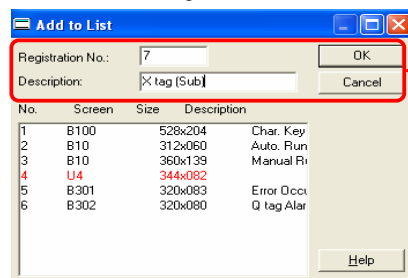 Add to List
Registration No.: 7 OK
Description: X tag (Sub) Cancel
No. Screen Size Description
1 B100 528x204 Char. Key
2 B10 312x060 Auto. Run
3 B10 360x139 Manual
4 U4 344x082
5 B301 320x083 Error
6 B302 320x080 Q tag
Help